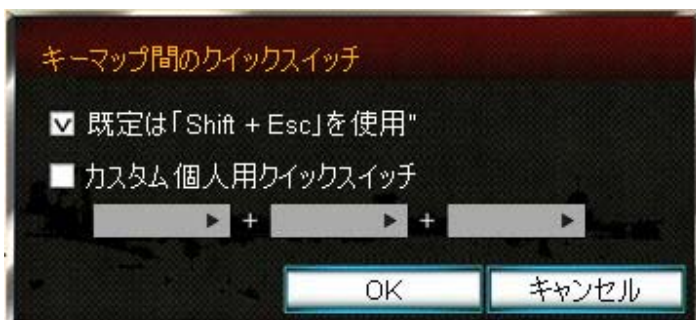 キーマップ間のクイックスイッチ
既定は「Shift + Esc」を使用"
カスタム個人用クイックスイッチ
+ +
OK キャンセル